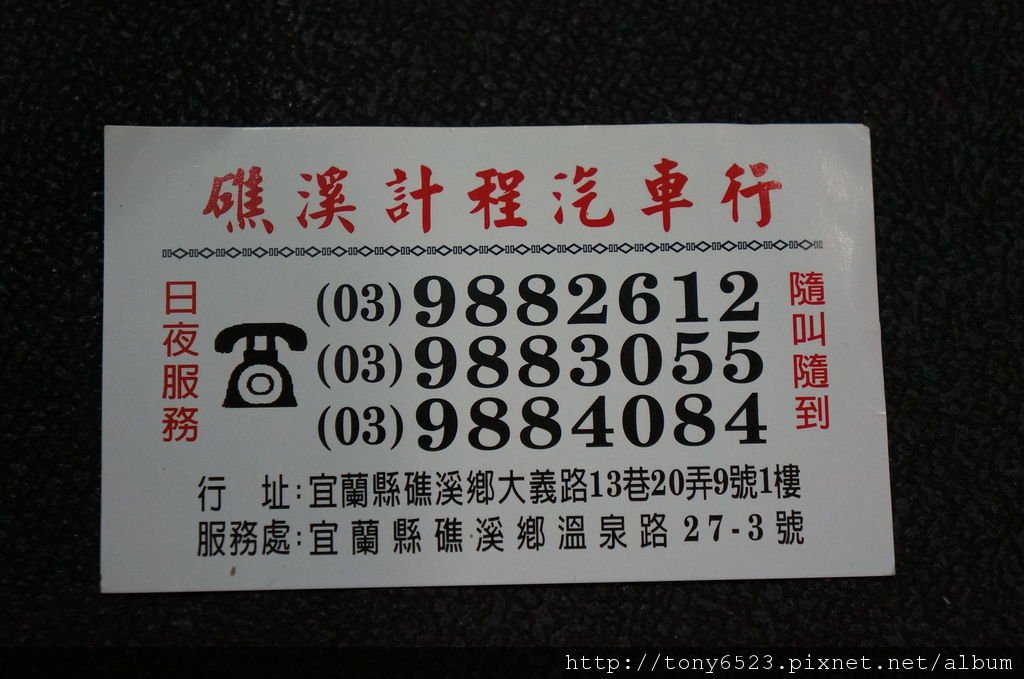 礁溪計程汽車行
日夜服務
(03)9882612
(03)9883055
(03)9884084
隨叫隨到
行 址:宜蘭縣礁溪鄉大義路13巷20弄9號1樓
服務處:宜蘭縣礁溪鄉溫泉路27-3號
http://tony6523.pixnet.net/album